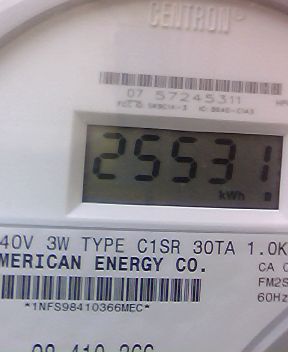 CENTRON
07 57245311
25531
kWh
40V 3W TYPE C1SR 30TA 1.0K
MERICAN ENERGY CO.
CA
FM2S
60Hz
*1NFS98410366MEC*